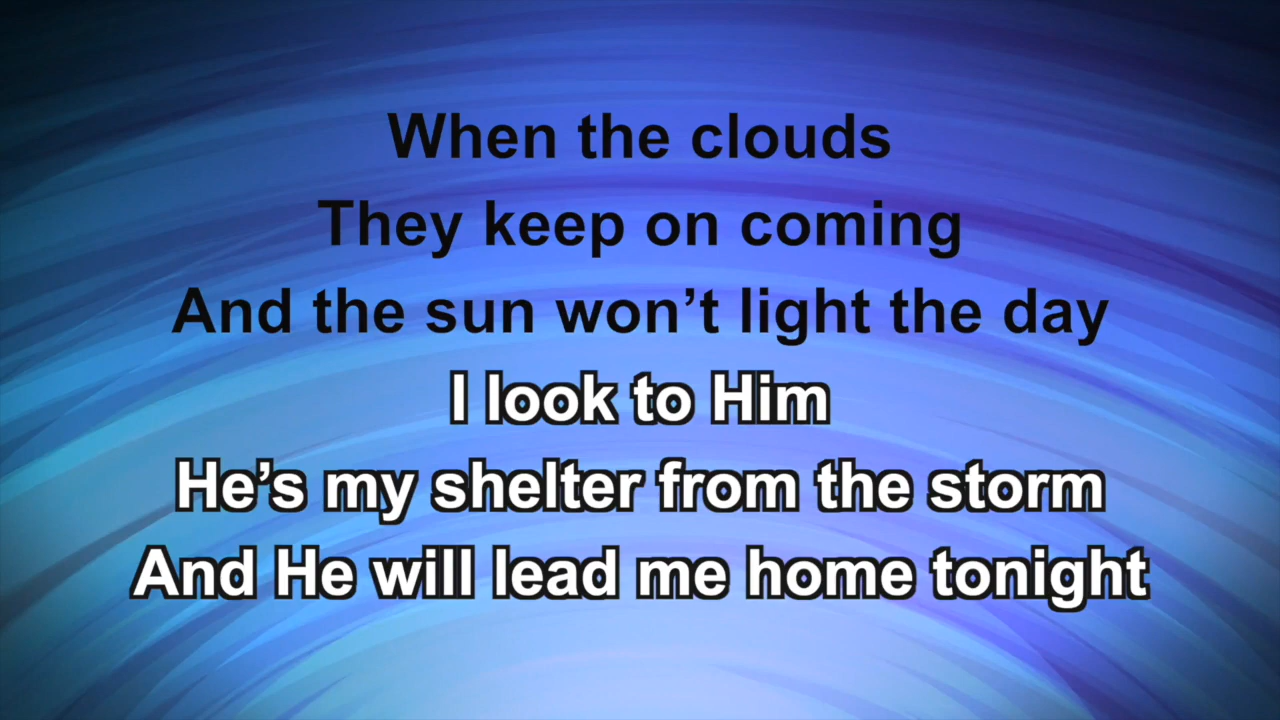 When the clouds
They keep on coming
And the sun won’t light the day
I look to Him
He’s my shelter from the storm
And He will lead me home tonight